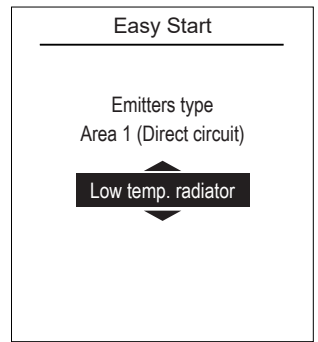 Easy Start
Emitters type
Area 1 (Direct circuit)
Low temp. radiator